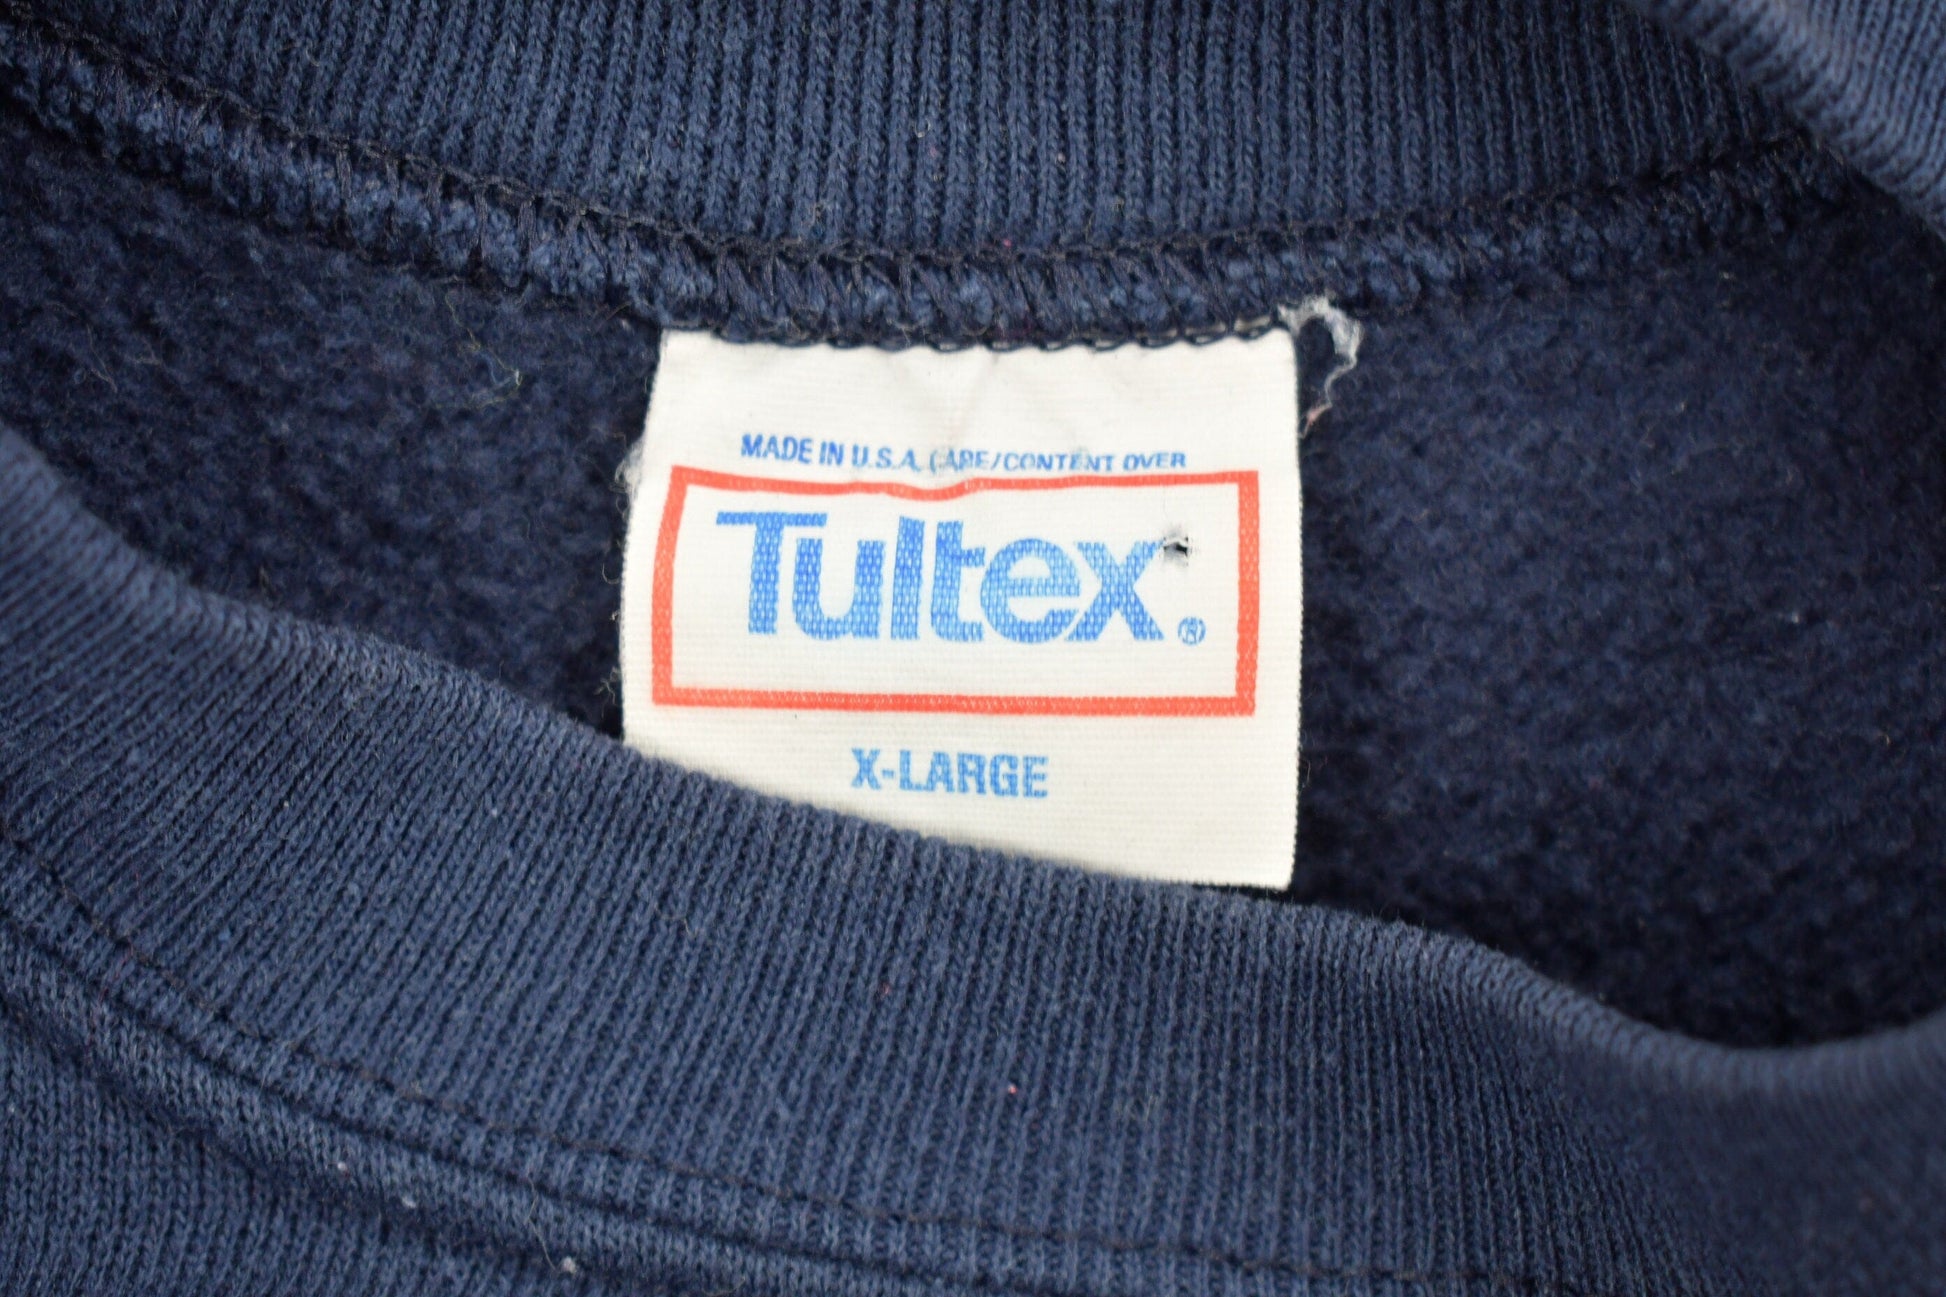 MADE IN U.S.A. CARE/CONTENT OVER
Tultex®
X-LARGE